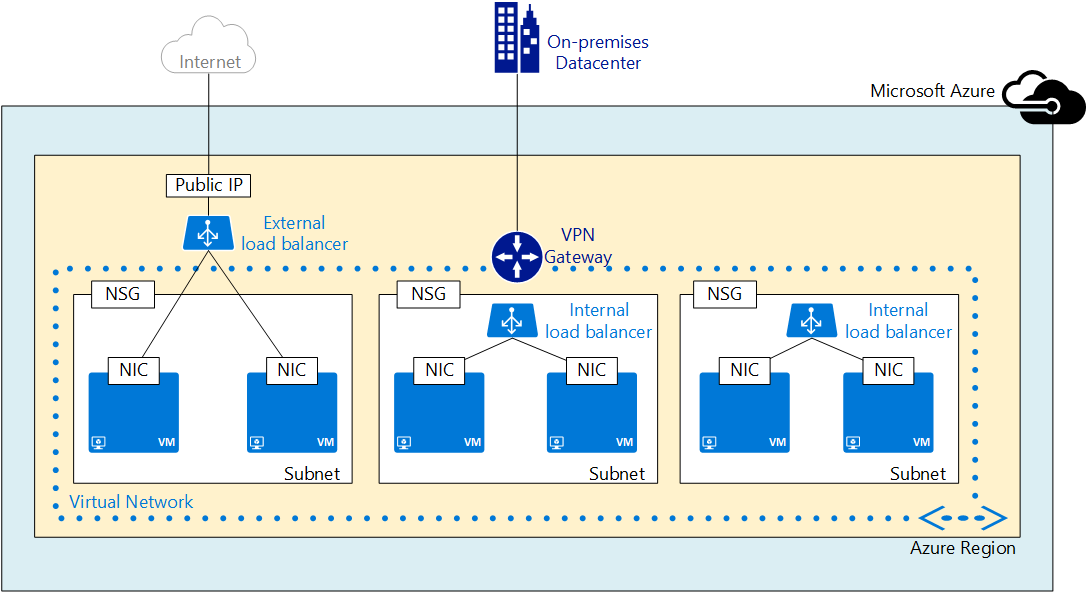 Internet
On-premises
Datacenter
Microsoft Azure
Public IP
External
load balancer
VPN
Gateway
NSG
NIC
NIC
VM
VM
Subnet
NSG
Internal
load balancer
NIC
NIC
VM
VM
Subnet
NSG
Internal
load balancer
NIC
NIC
VM
VM
Subnet
Virtual Network
Azure Region